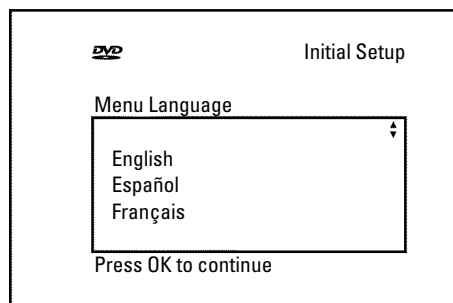 DVD
Initial Setup
Menu Language
English
Español
Français
Press OK to continue